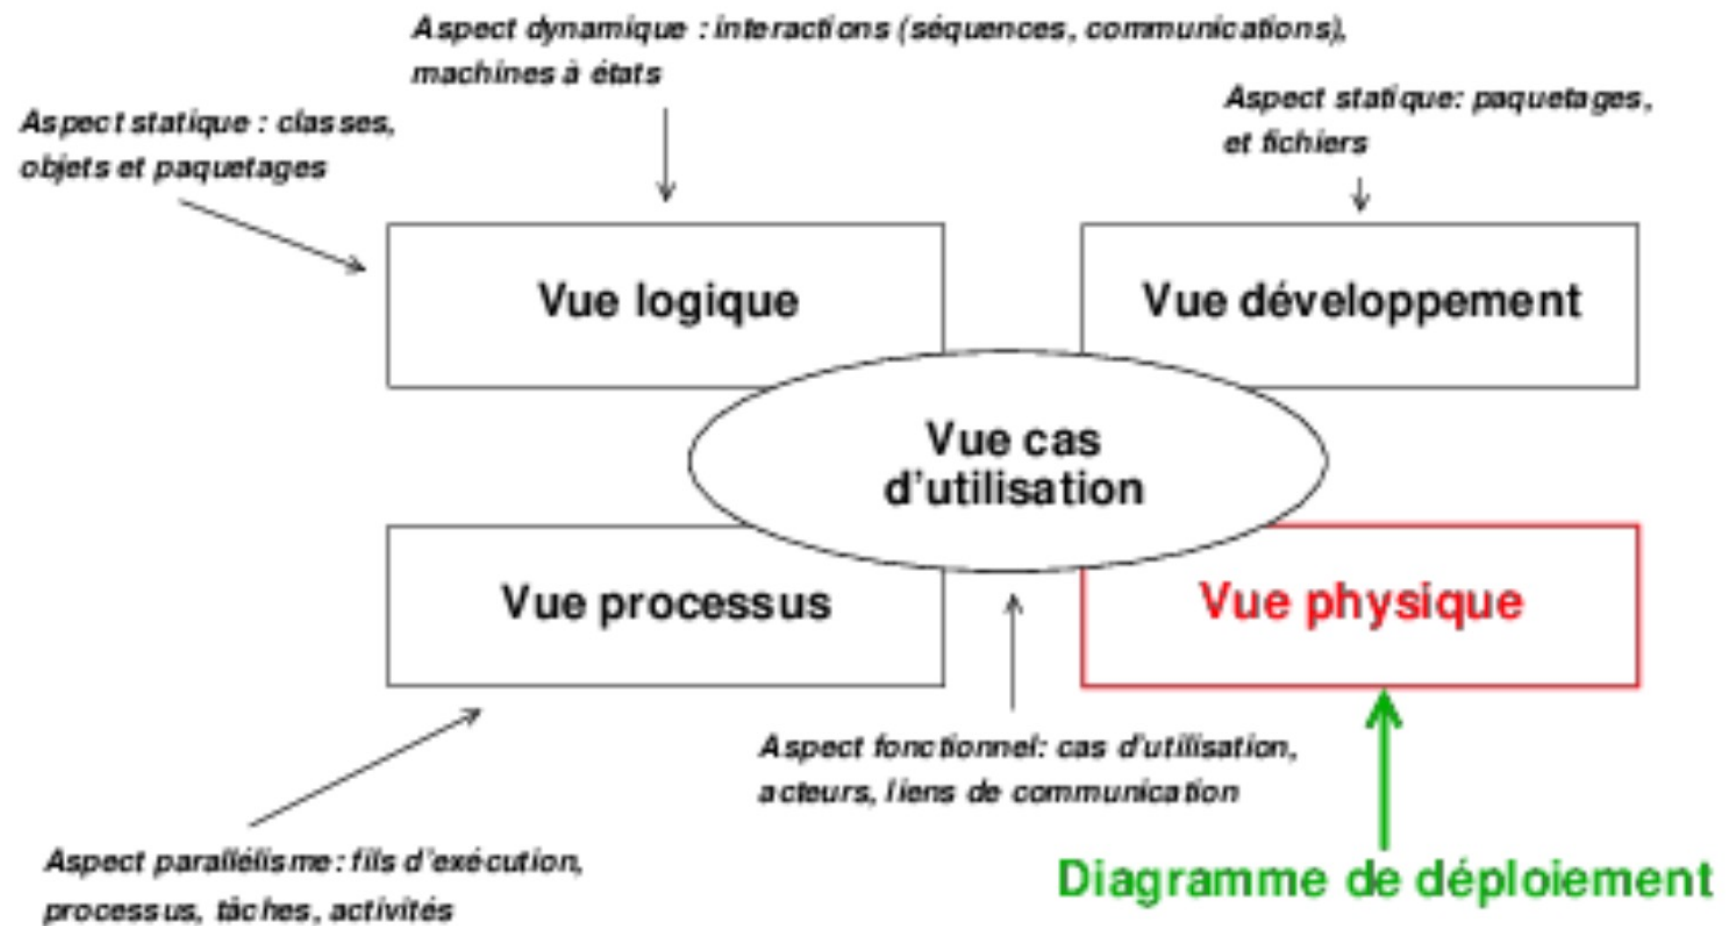 Aspect dynamique : interactions (séquences, communications),
machines à états
Aspect statique : classes,
objets et paquetages
Aspect statique: paquetages,
et fichiers
Vue logique
Vue développement
Vue cas
d'utilisation
Vue processus
Vue physique
Aspect fonctionnel: cas d'utilisation,
acteurs, liens de communication
Aspect parallélisme: fils d'exécution,
processus, tâches, activités
Diagramme de déploiement